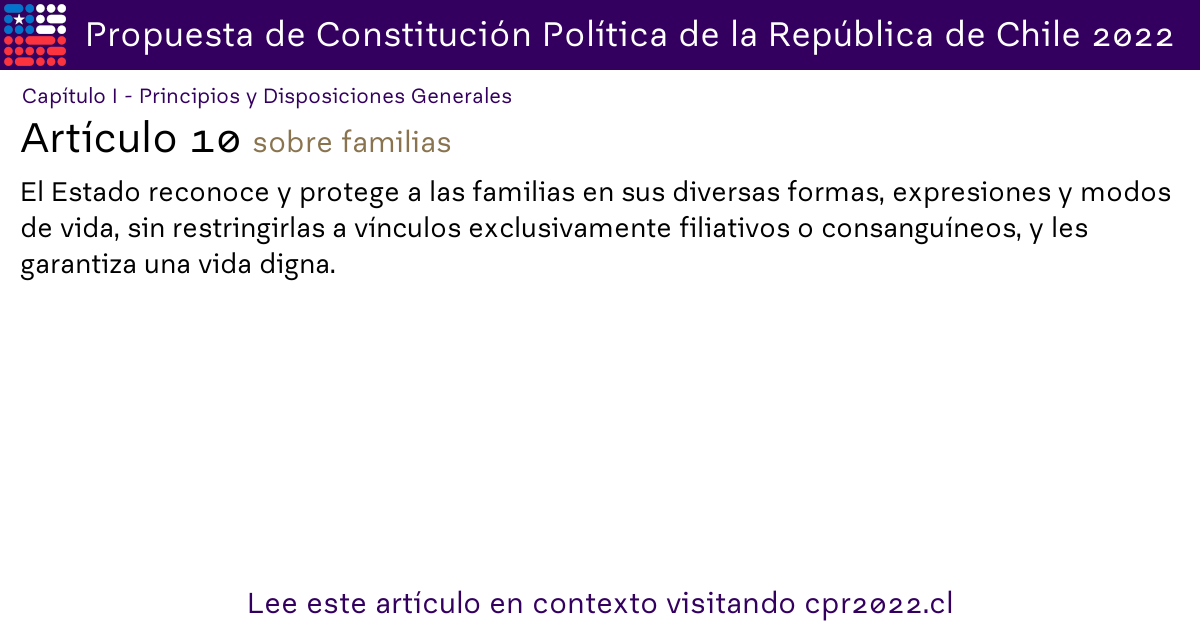 Propuesta de Constitución Política de la República de Chile 2022
Capítulo I - Principios y Disposiciones Generales
Artículo 10 sobre familias
El Estado reconoce y protege a las familias en sus diversas formas, expresiones y modos
de vida, sin restringirlas a vínculos exclusivamente filiativos o consanguíneos, y les
garantiza una vida digna.
Lee este artículo en contexto visitando cpr2022.cl